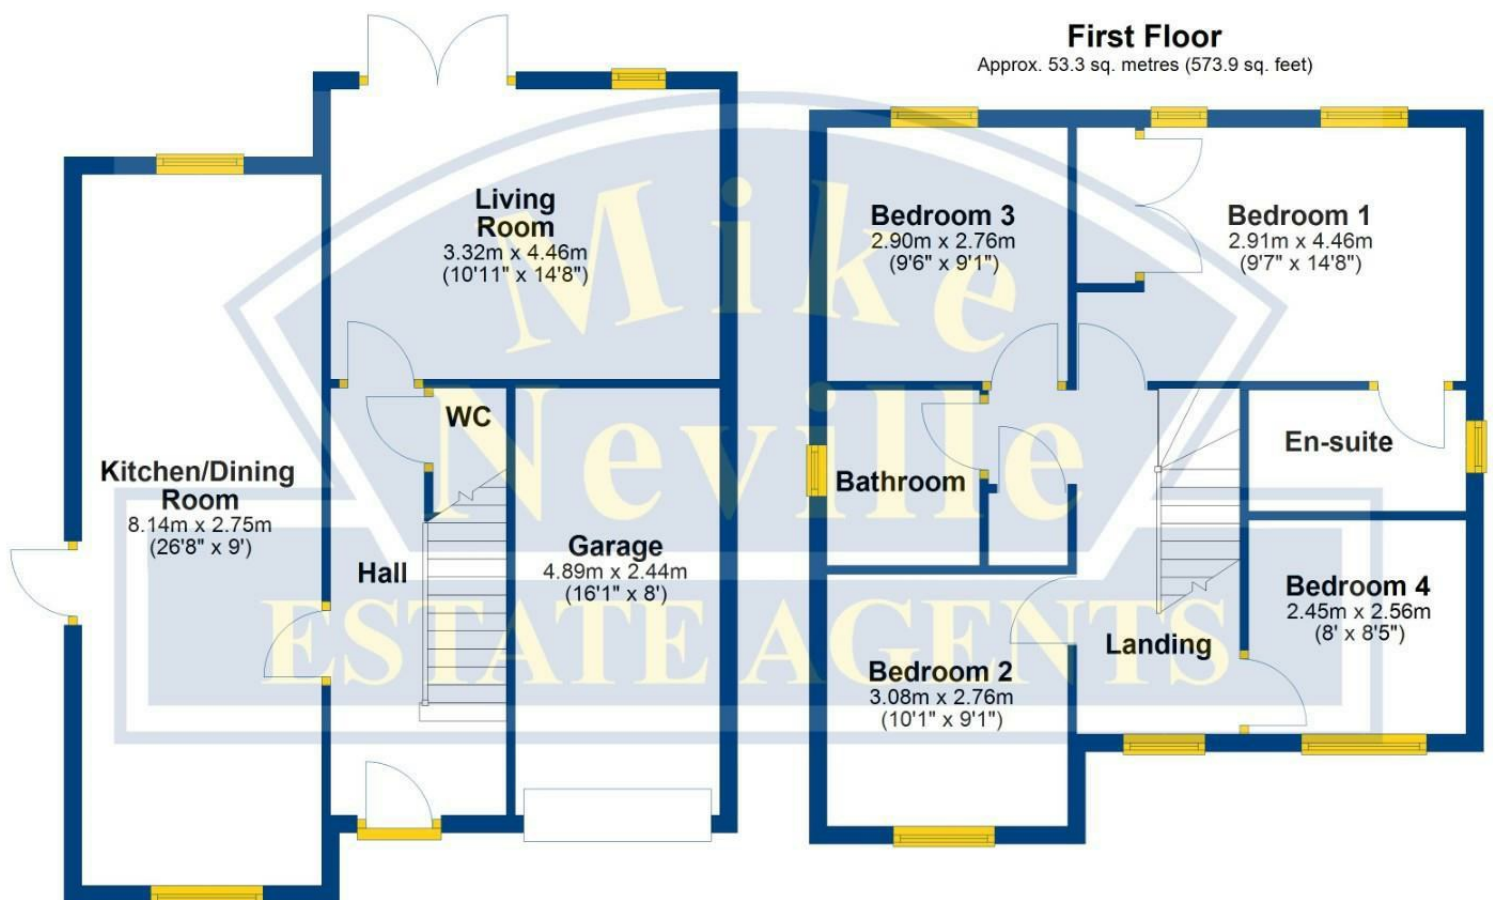 First Floor
Approx. 53.3 sq. metres (573.9 sq. feet)
Living
Room
3.32m x 4.46m
(10'11" x 14'8")
WC
Kitchen/Dining
Room
8.14m x 2.75m
(26'8" x 9')
Hall
Garage
4.89m x 2.44m
(16'1" x 8')
Bedroom 3
2.90m x 2.76m
(9'6" x 9'1")
Bedroom 1
2.91m x 4.46m
(9'7" x 14'8")
En-suite
Bathroom
Bedroom 4
2.45m x 2.56m
(8' x 8'5")
Landing
Bedroom 2
3.08m x 2.76m
(10'1" x 9'1")
Mike
Neville
ESTATE AGENTS